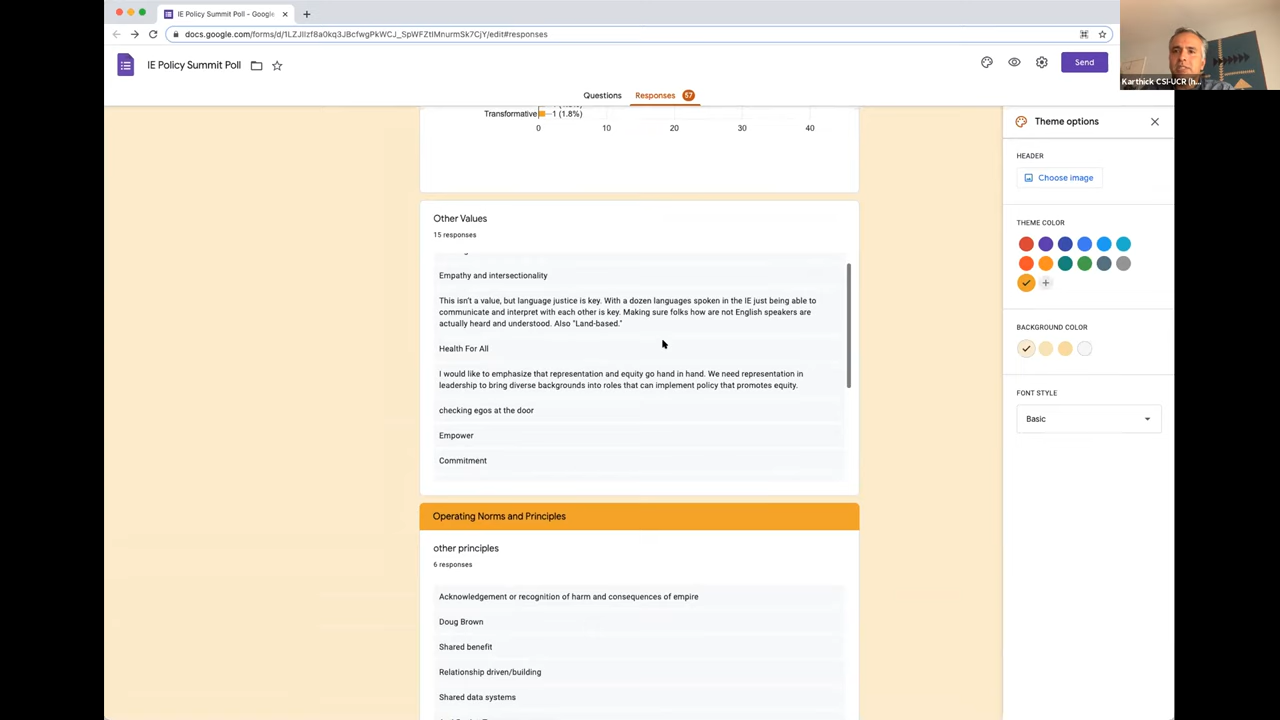 IE Policy Summit Poll - Google
docs.google.com/forms/d/1LZJIIzf8a0kq3J8cfwgPkWCJ_SpWFZtIMnurmSk7CjY/edit#responses
IE Policy Summit Poll
Send
Karthick CSI-UCR (h...
Questions
Responses 57
Transformative
1 (1.8%)
0 10 20 30 40
Theme options
HEADER
Choose image
THEME COLOR
BACKGROUND COLOR
FONT STYLE
Basic
Other Values
15 responses
Empathy and intersectionality
This isn't a value, but language justice is key. With a dozen languages spoken in the IE just being able to
communicate and interpret with each other is key. Making sure folks how are not English speakers are
actually heard and understood. Also "Land-based."
Health For All
I would like to emphasize that representation and equity go hand in hand. We need representation in
leadership to bring diverse backgrounds into roles that can implement policy that promotes equity.
checking egos at the door
Empower
Commitment
Operating Norms and Principles
other principles
6 responses
Acknowledgement or recognition of harm and consequences of empire
Doug Brown
Shared benefit
Relationship driven/building
Shared data systems